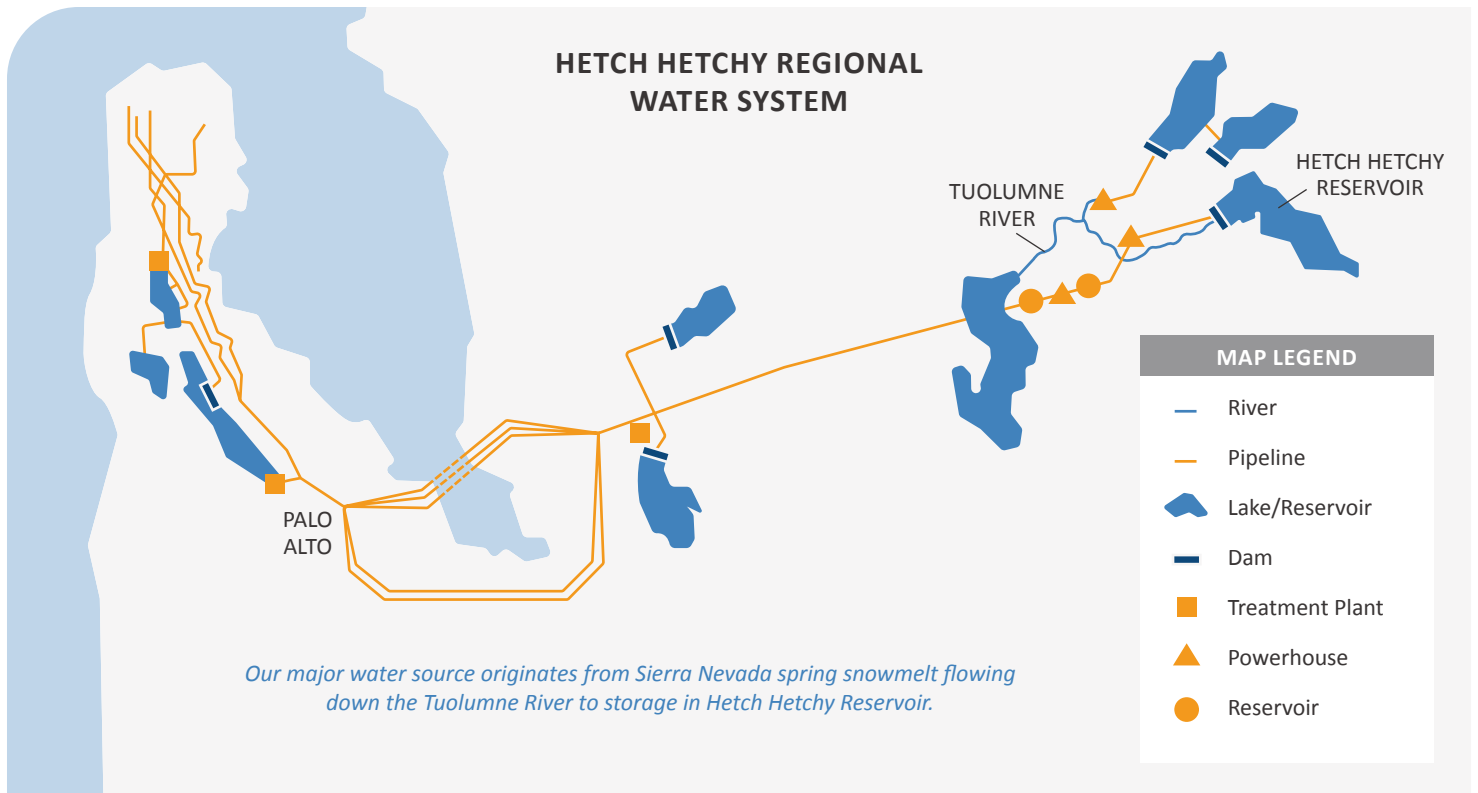 HETCH HETCHY REGIONAL
WATER SYSTEM
HETCH HETCHY
RESERVOIR
TUOLUMNE
RIVER
PALO
ALTO
MAP LEGEND
River
Pipeline
Lake/Reservoir
Dam
Treatment Plant
Powerhouse
Reservoir
Our major water source originates from Sierra Nevada spring snowmelt flowing
down the Tuolumne River to storage in Hetch Hetchy Reservoir.